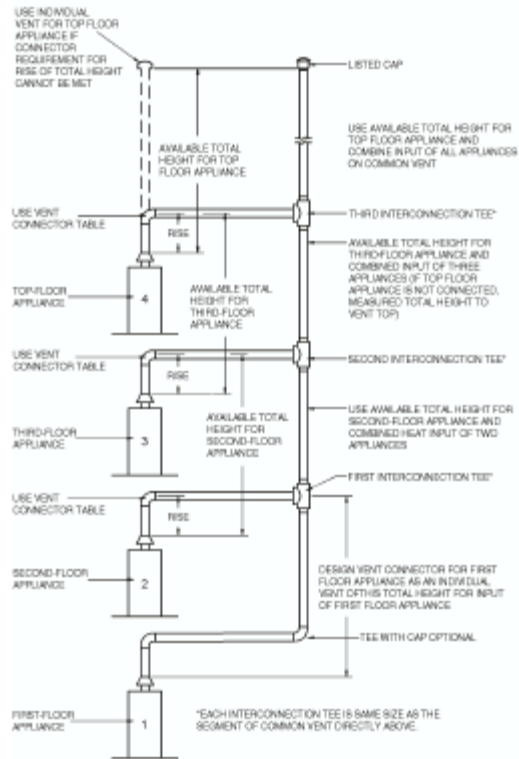 USE INDIVIDUAL
VENT FOR TOP FLOOR
APPLIANCE IF
CONNECTOR
REQUIREMENT FOR
RISE OF TOTAL HEIGHT
CANNOT BE MET
LISTED CAP
AVAILABLE TOTAL
HEIGHT FOR TOP
FLOOR APPLIANCE
USE AVAILABLE TOTAL HEIGHT FOR
TOP FLOOR APPLIANCE AND
COMBINE INPUT OF ALL APPLIANCES
ON COMMON VENT
USE VENT
CONNECTOR TABLE
RISE
THIRD INTERCONNECTION TEE*
AVAILABLE TOTAL HEIGHT FOR
THIRD-FLOOR APPLIANCE AND
COMBINED INPUT OF THREE
APPLIANCES (IF TOP FLOOR
APPLIANCE IS NOT CONNECTED,
MEASURED TOTAL HEIGHT TO
VENT TOP)
TOP-FLOOR
APPLIANCE
4
AVAILABLE TOTAL
HEIGHT FOR
THIRD-FLOOR
APPLIANCE
USE VENT
CONNECTOR TABLE
RISE
SECOND INTERCONNECTION TEE*
THIRD-FLOOR
APPLIANCE
3
AVAILABLE TOTAL
HEIGHT FOR
SECOND-FLOOR
APPLIANCE
USE AVAILABLE TOTAL HEIGHT FOR
SECOND-FLOOR APPLIANCE AND
COMBINED HEAT INPUT OF TWO
APPLIANCES
USE VENT
CONNECTOR TABLE
RISE
FIRST INTERCONNECTION TEE*
SECOND-FLOOR
APPLIANCE
2
DESIGN VENT CONNECTOR FOR FIRST
FLOOR APPLIANCE AS AN INDIVIDUAL
VENT OFTHIS TOTAL HEIGHT FOR INPUT
OF FIRST FLOOR APPLIANCE
TEE WITH CAP OPTIONAL
FIRST-FLOOR
APPLIANCE
1
*EACH INTERCONNECTION TEE IS SAME SIZE AS THE
SEGMENT OF COMMON VENT DIRECTLY ABOVE.